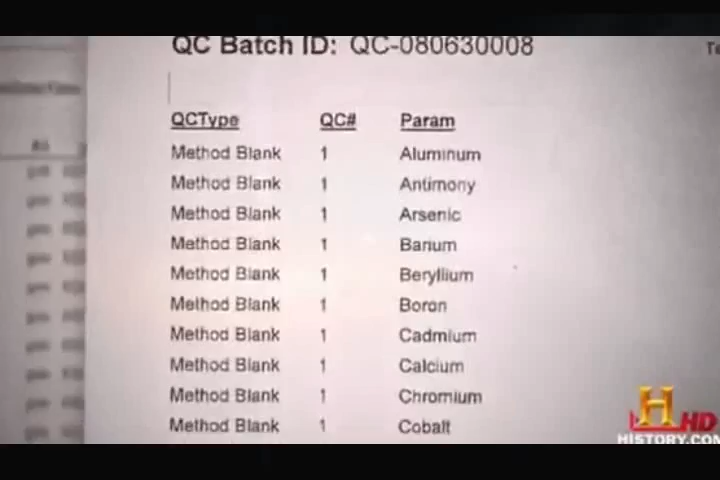 QC Batch ID: QC-080630008
QCType QC# Param
Method Blank 1 Aluminum
Method Blank 1 Antimony
Method Blank 1 Arsenic
Method Blank 1 Barium
Method Blank 1 Beryllium
Method Blank 1 Boron
Method Blank 1 Cadmium
Method Blank 1 Calcium
Method Blank 1 Chromium
Method Blank 1 Cobalt
H HD
HISTORY.COM